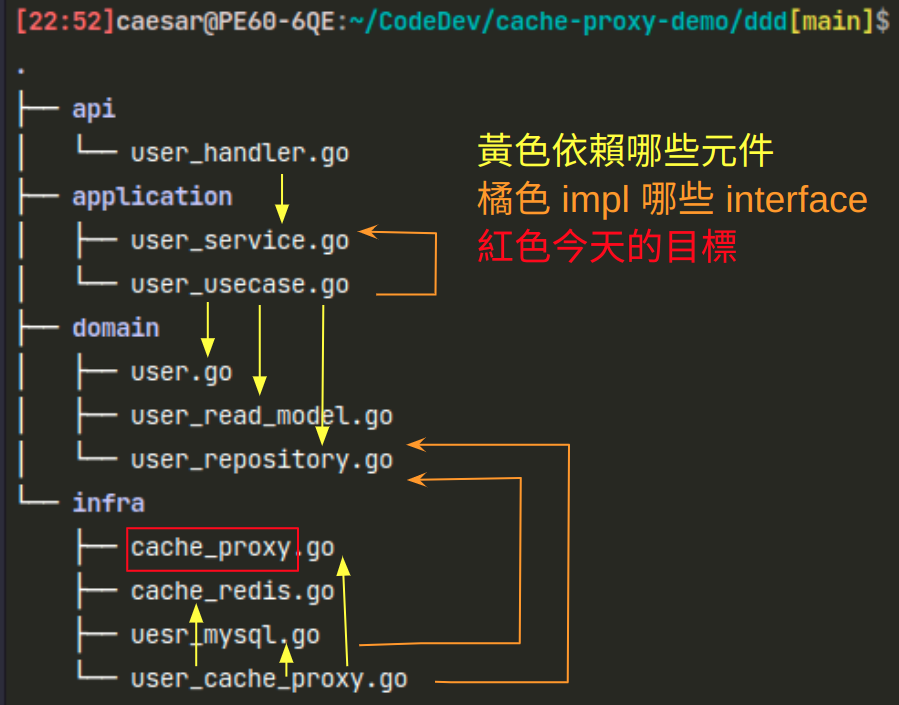 [22:52]caesar@PE60-6QE:~/CodeDev/cache-proxy-demo/ddd[main]$
.
├── api
│   └── user_handler.go
├── application
│   ├── user_service.go
│   └── user_usecase.go
├── domain
│   ├── user.go
│   ├── user_read_model.go
│   └── user_repository.go
└── infra
    ├── cache_proxy.go
    ├── cache_redis.go
    ├── uesr_mysql.go
    └── user_cache_proxy.go
黃色依賴哪些元件
橘色 impl 哪些 interface
紅色今天的目標